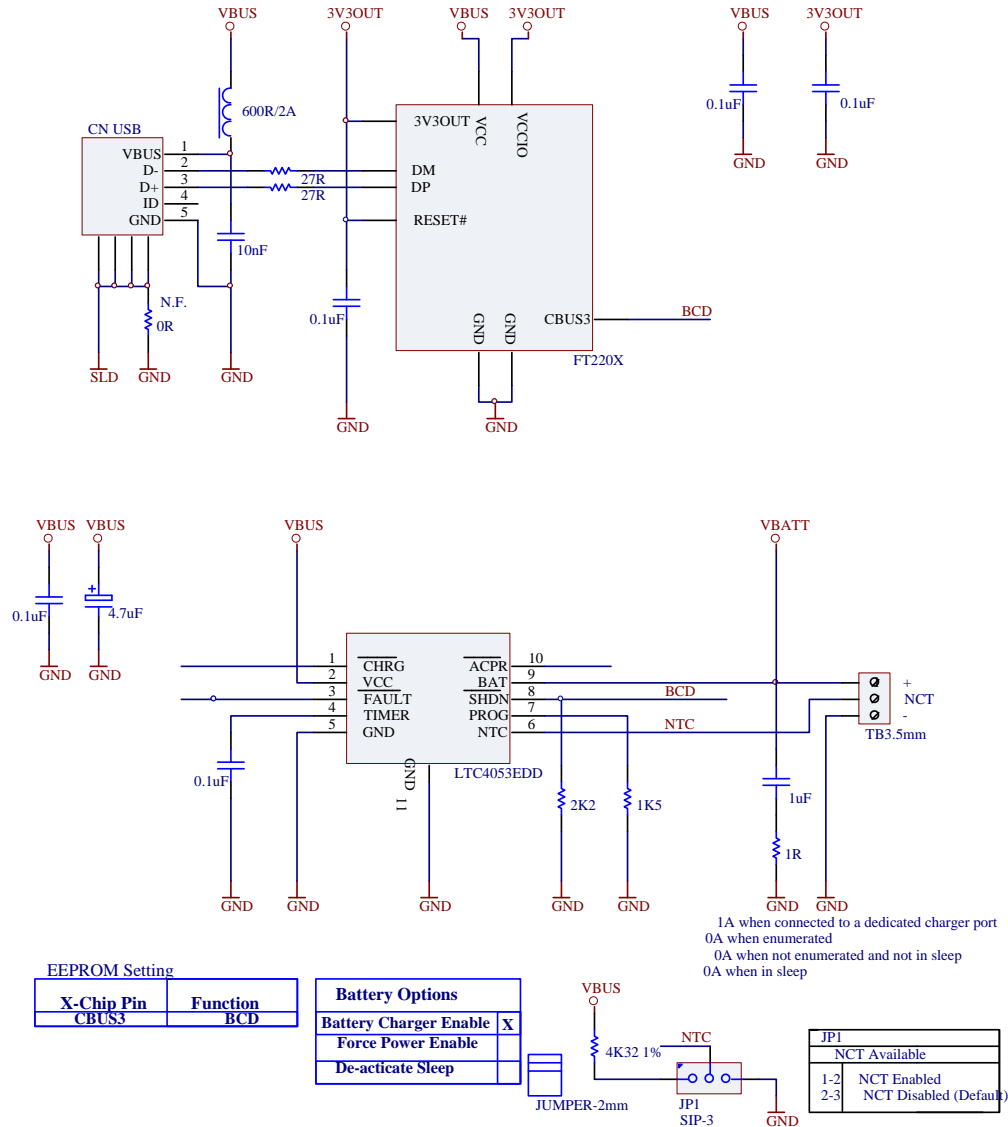 VBUS
3V3OUT
VBUS
3V3OUT
VBUS
3V3OUT
600R/2A
0.1uF
0.1uF
GND
GND
CN USB
VBUS 1
D- 2
D+ 3
ID 4
GND 5
27R
27R
10nF
N.F.
0R
SLD
GND
GND
0.1uF
GND
3V3OUT
VCC
VCCIO
DM
DP
RESET#
GND
GND
CBUS3
BCD
FT220X
GND
VBUS
VBUS
VBUS
VBATT
0.1uF
4.7uF
GND
GND
1 CHRG
2 VCC
3 FAULT
4 TIMER
5 GND
ACPR 10
BAT 9
SHDN 8
PROG 7
NTC 6
GND 11
LTC4053EDD
BCD
NTC
+
NCT
-
TB3.5mm
0.1uF
2K2
1K5
1uF
1R
GND
GND
GND
GND
GND
GND
GND
1A when connected to a dedicated charger port
0A when enumerated
0A when not enumerated and not in sleep
0A when in sleep
EEPROM Setting
X-Chip Pin Function
CBUS3 BCD
Battery Options
Battery Charger Enable X
Force Power Enable
De-acticate Sleep
JUMPER-2mm
VBUS
4K32 1%
NTC
JP1
SIP-3
GND
JP1
NCT Available
1-2 NCT Enabled
2-3 NCT Disabled (Default)